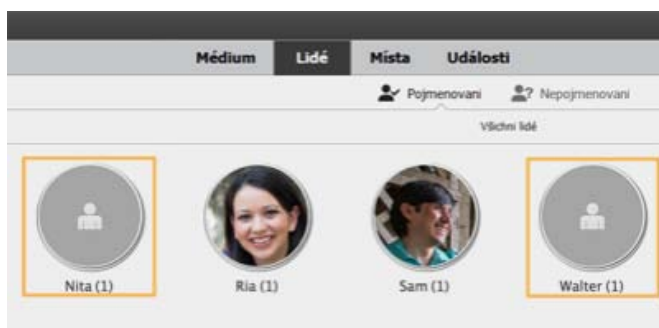 Médium Lidé Místa Události
Pojmenovaní Nepojmenovaní
Všichni lidé
Nita (1) Ria (1) Sam (1) Walter (1)